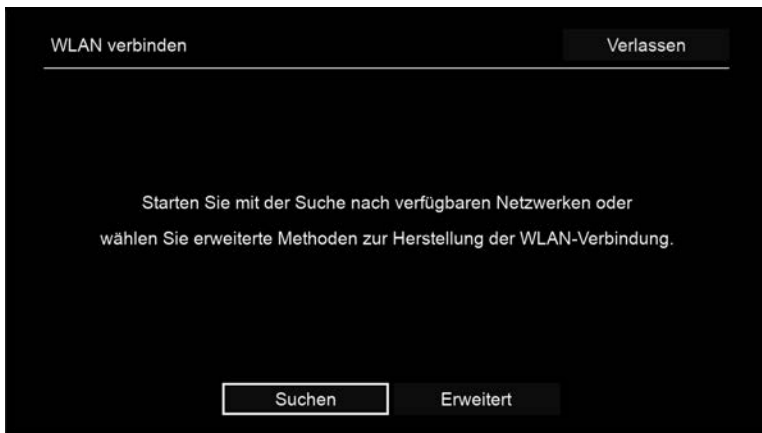 WLAN verbinden
Verlassen
Starten Sie mit der Suche nach verfügbaren Netzwerken oder
wählen Sie erweiterte Methoden zur Herstellung der WLAN-Verbindung.
Suchen
Erweitert